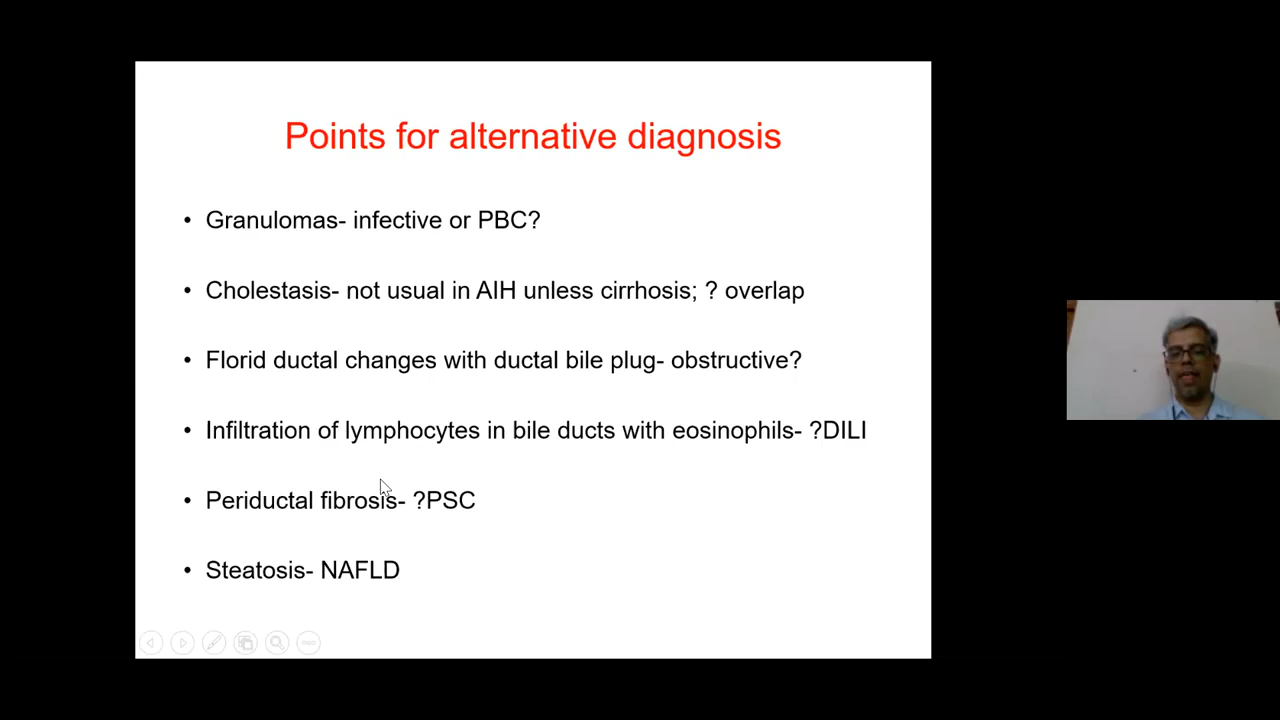 Points for alternative diagnosis
• Granulomas- infective or PBC?
• Cholestasis- not usual in AIH unless cirrhosis; ? overlap
• Florid ductal changes with ductal bile plug- obstructive?
• Infiltration of lymphocytes in bile ducts with eosinophils- ?DILI
• Periductal fibrosis- ?PSC
• Steatosis- NAFLD